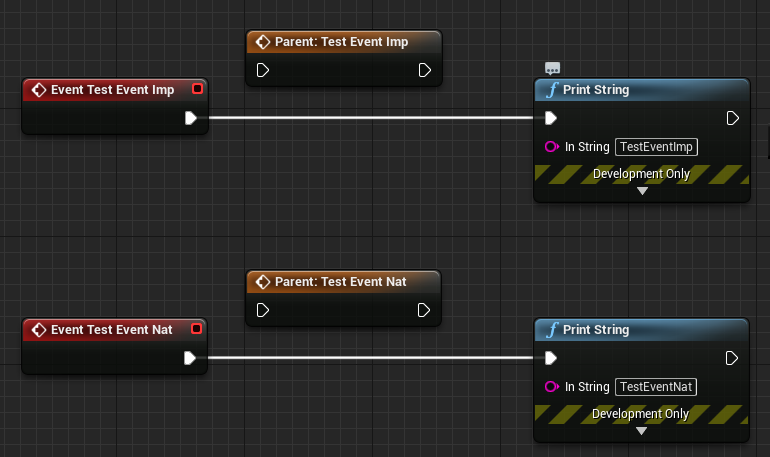 Parent: Test Event Imp
Event Test Event Imp
f Print String
In String TestEventImp
Development Only
Parent: Test Event Nat
Event Test Event Nat
f Print String
In String TestEventNat
Development Only